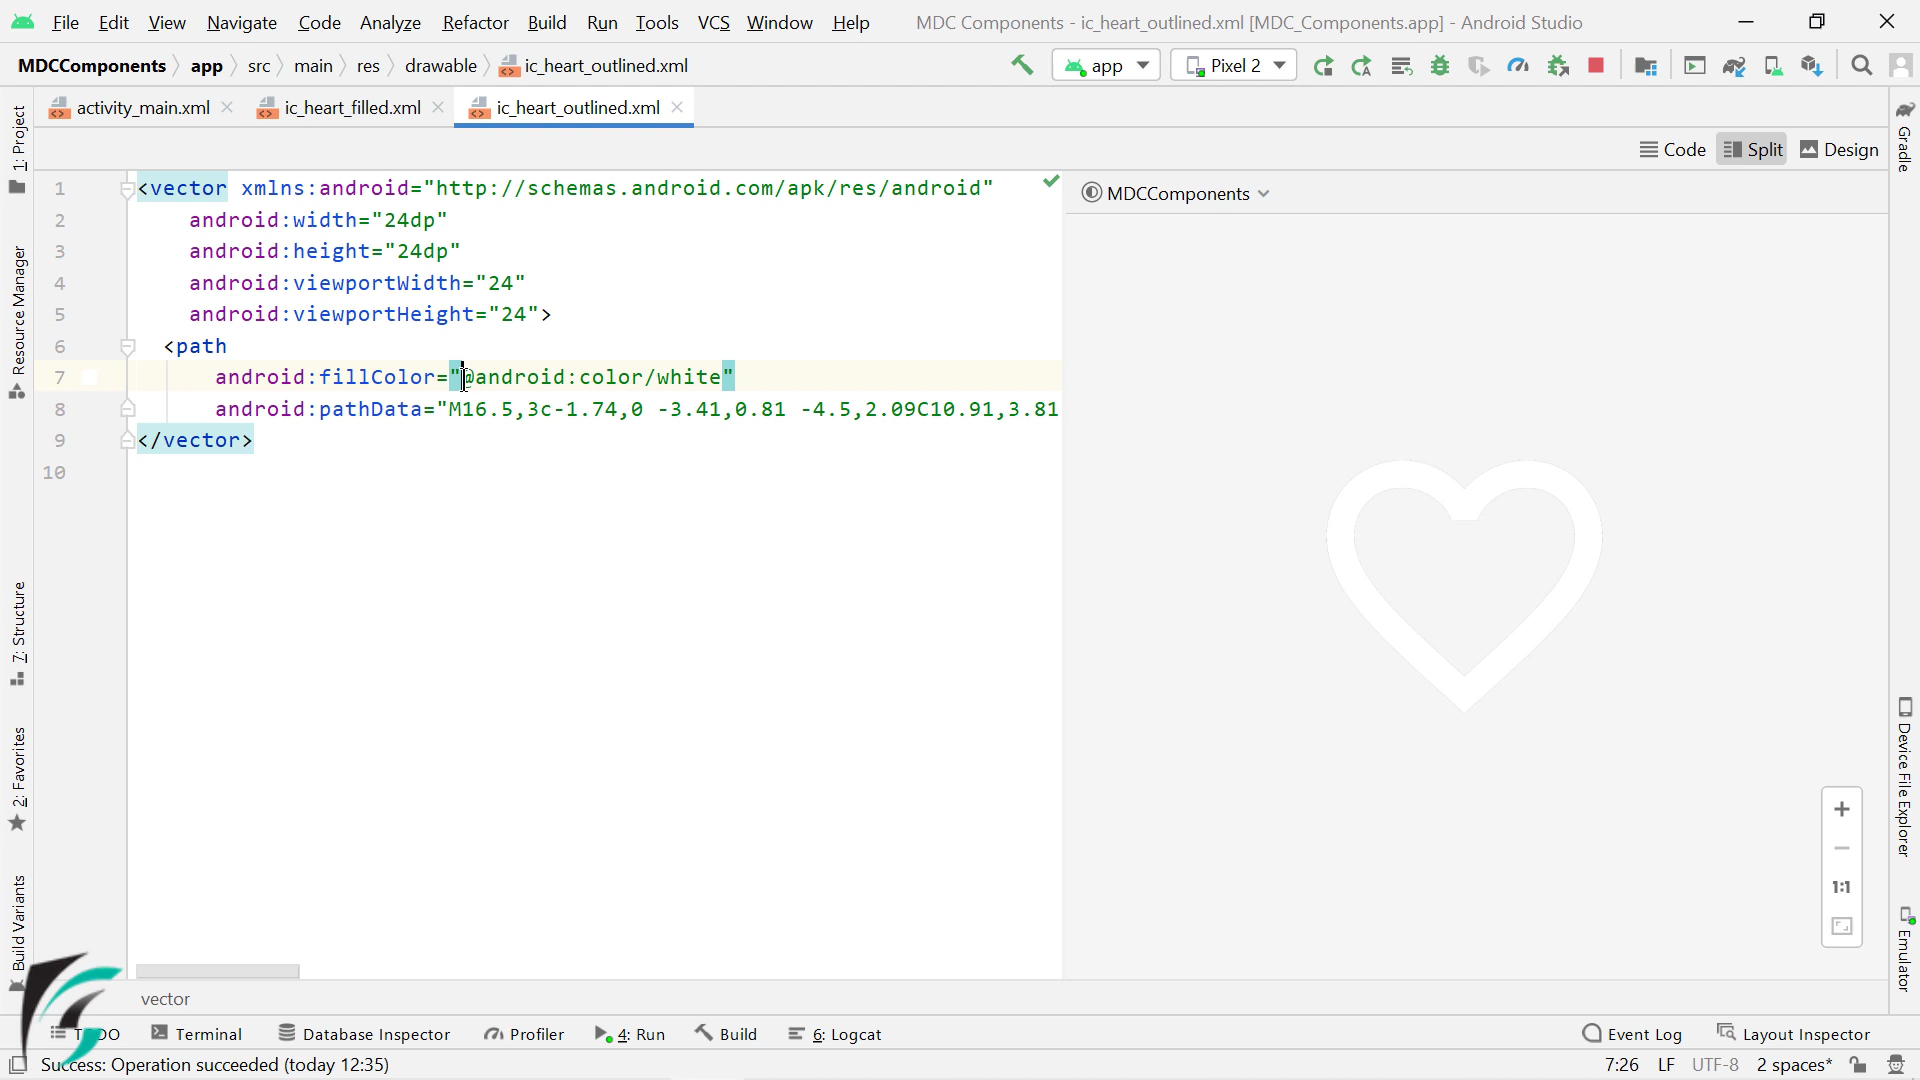 File Edit View Navigate Code Analyze Refactor Build Run Tools VCS Window Help MDC Components - ic_heart_outlined.xml [MDC_Components.app] - Android Studio
MDCComponents app src main res drawable ic_heart_outlined.xml app Pixel 2
activity_main.xml ic_heart_filled.xml ic_heart_outlined.xml
Code Split Design
MDCComponents
1 <vector xmlns:android="http://schemas.android.com/apk/res/android"
2 android:width="24dp"
3 android:height="24dp"
4 android:viewportWidth="24"
5 android:viewportHeight="24">
6 <path
7 android:fillColor="@android:color/white"
8 android:pathData="M16.5,3c-1.74,0 -3.41,0.81 -4.5,2.09C10.91,3.81
9 </vector>
10
1: Project
Resource Manager
7: Structure
2: Favorites
Build Variants
Gradle
Device File Explorer
Emulator
1:1
vector
Terminal Database Inspector Profiler 4: Run Build 6: Logcat Event Log Layout Inspector
Success: Operation succeeded (today 12:35) 7:26 LF UTF-8 2 spaces*